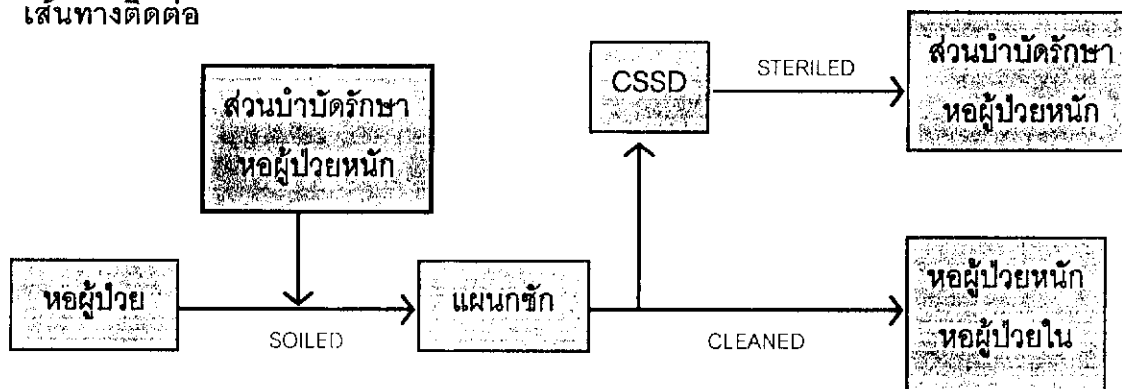 เส้นทางติดต่อ
ส่วนบำบัดรักษา
หอผู้ป่วยหนัก
CSSD
STERILED
ส่วนบำบัดรักษา
หอผู้ป่วยหนัก
หอผู้ป่วย
SOILED
แผนกซัก
CLEANED
หอผู้ป่วยหนัก
หอผู้ป่วยใน